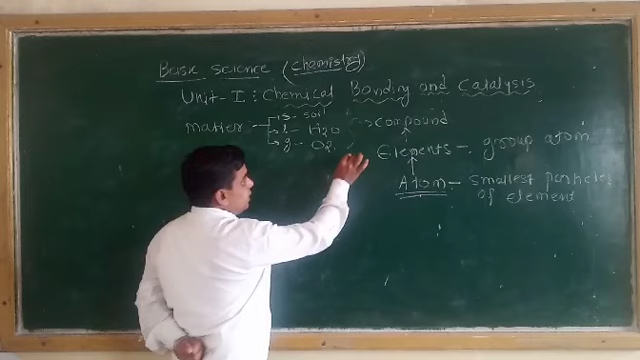 Basic science (chemistry)
Unit-I: Chemical Bonding and Catalysis
Matter s- soil
l- H2O
g- O2
compound
Elements - group atom
Atom - smallest particles
of element